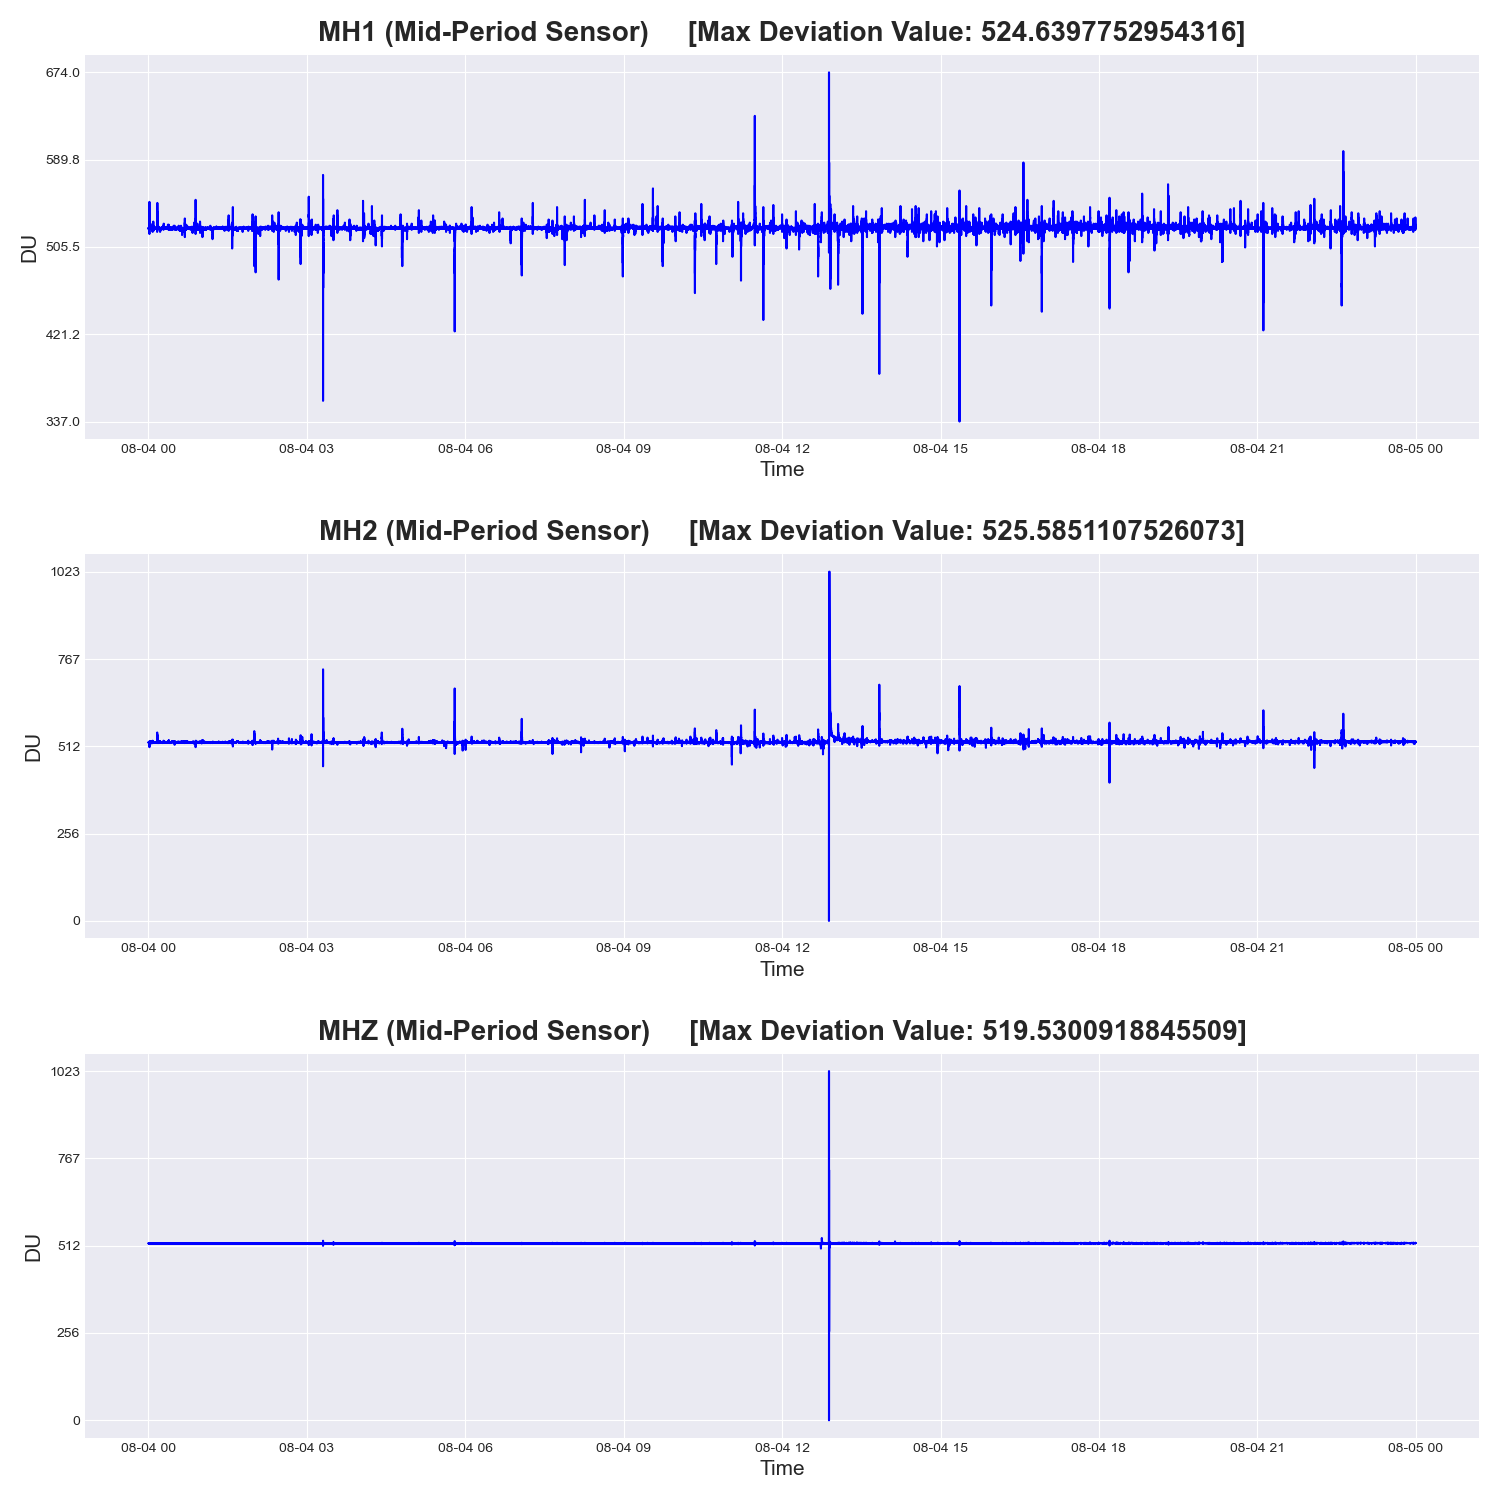 MH1 (Mid-Period Sensor) [Max Deviation Value: 524.6397752954316]
674.0
589.8
505.5
421.2
337.0
DU
08-04 00 08-04 03 08-04 06 08-04 09 08-04 12 08-04 15 08-04 18 08-04 21 08-05 00
Time
MH2 (Mid-Period Sensor) [Max Deviation Value: 525.5851107526073]
1023
767
512
256
0
DU
08-04 00 08-04 03 08-04 06 08-04 09 08-04 12 08-04 15 08-04 18 08-04 21 08-05 00
Time
MHZ (Mid-Period Sensor) [Max Deviation Value: 519.5300918845509]
1023
767
512
256
0
DU
08-04 00 08-04 03 08-04 06 08-04 09 08-04 12 08-04 15 08-04 18 08-04 21 08-05 00
Time